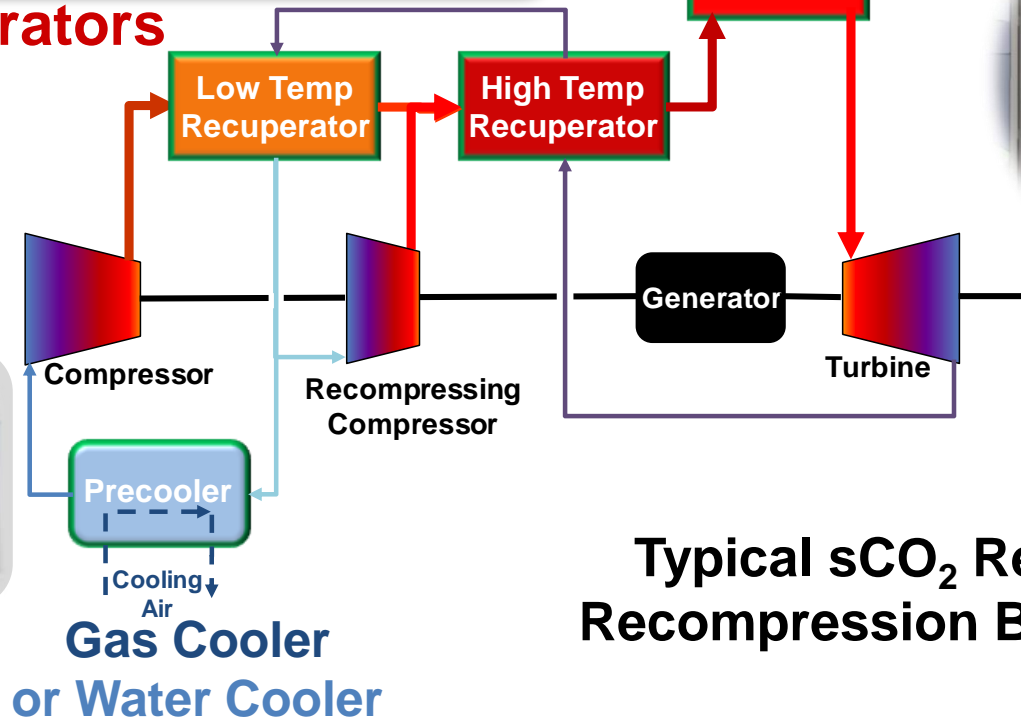 rators
Low Temp
Recuperator
High Temp
Recuperator
Generator
Compressor
Turbine
Recompressing
Compressor
Precooler
Cooling
Air
Gas Cooler
or Water Cooler
Typical sCO₂ Re
Recompression B